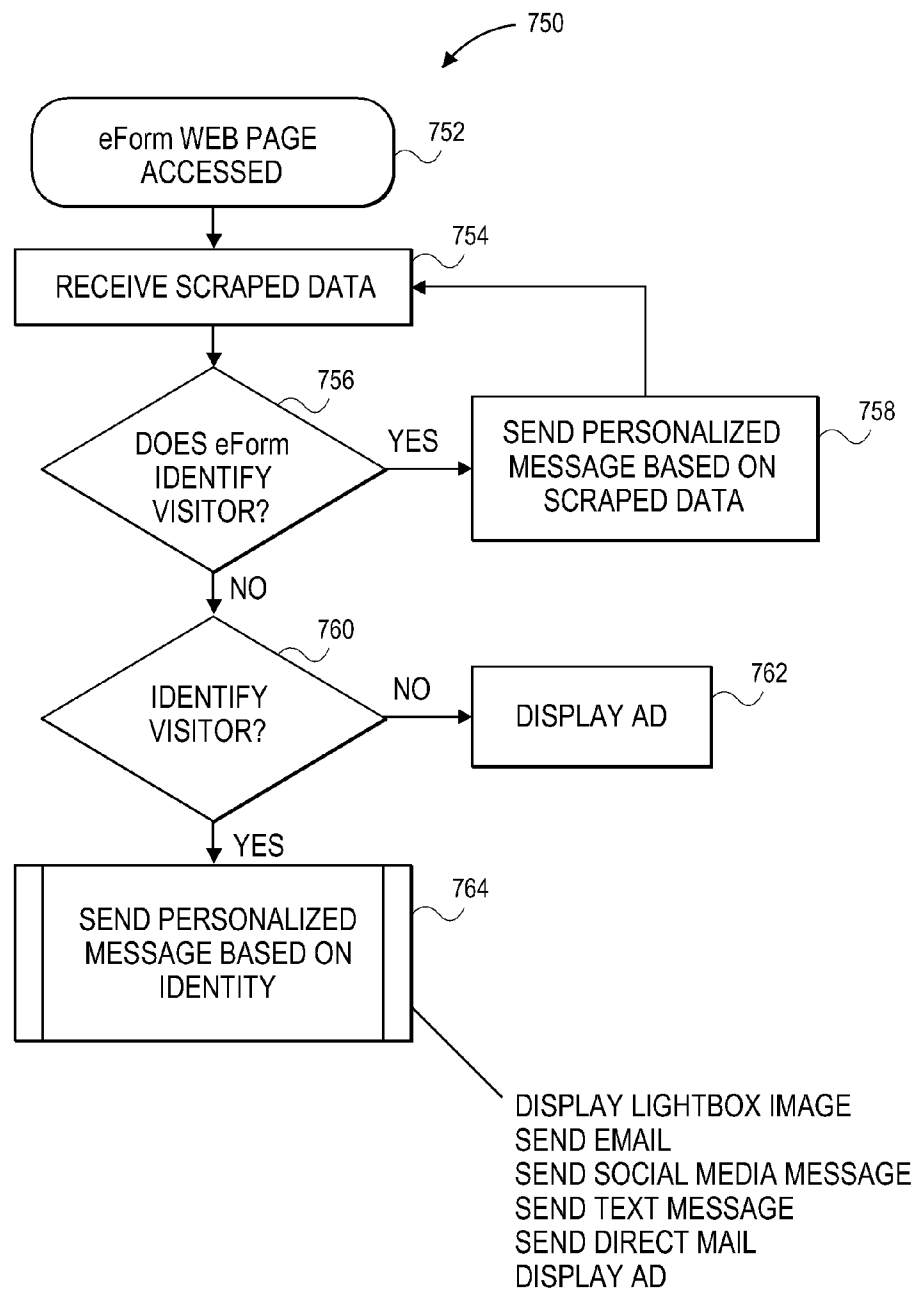 750
eForm WEB PAGE
ACCESSED
752
754
RECEIVE SCRAPED DATA
756
DOES eForm
IDENTIFY
VISITOR?
YES
SEND PERSONALIZED
MESSAGE BASED ON
SCRAPED DATA
758
NO
760
IDENTIFY
VISITOR?
NO
DISPLAY AD
762
YES
SEND PERSONALIZED
MESSAGE BASED ON
IDENTITY
764
DISPLAY LIGHTBOX IMAGE
SEND EMAIL
SEND SOCIAL MEDIA MESSAGE
SEND TEXT MESSAGE
SEND DIRECT MAIL
DISPLAY AD